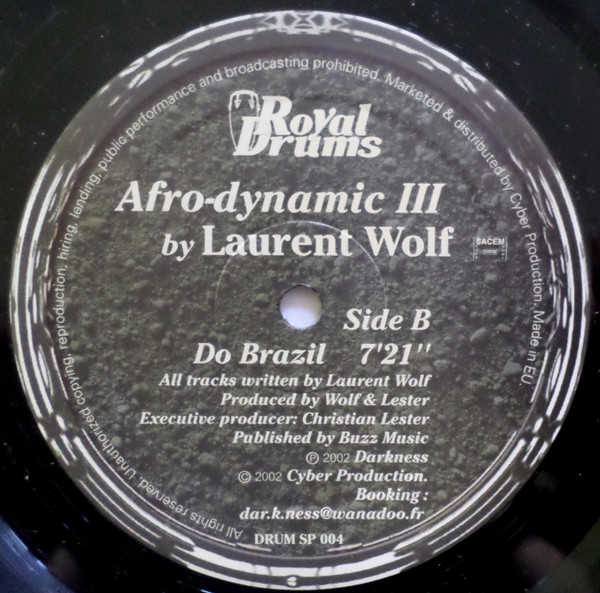 Royal
Drums
Afro-dynamic III
by Laurent Wolf
SACEM
Side B
Do Brazil 7'21''
All tracks written by Laurent Wolf
Produced by Wolf & Lester
Executive producer: Christian Lester
Published by Buzz Music
℗ 2002 Darkness
© 2002 Cyber Production.
Booking :
dar.k.ness@wanadoo.fr
DRUM SP 004
All rights reserved. Unauthorized copying, reproduction, hiring, lending, public performance and broadcasting prohibited. Marketed & distributed by Cyber Production. Made in EU